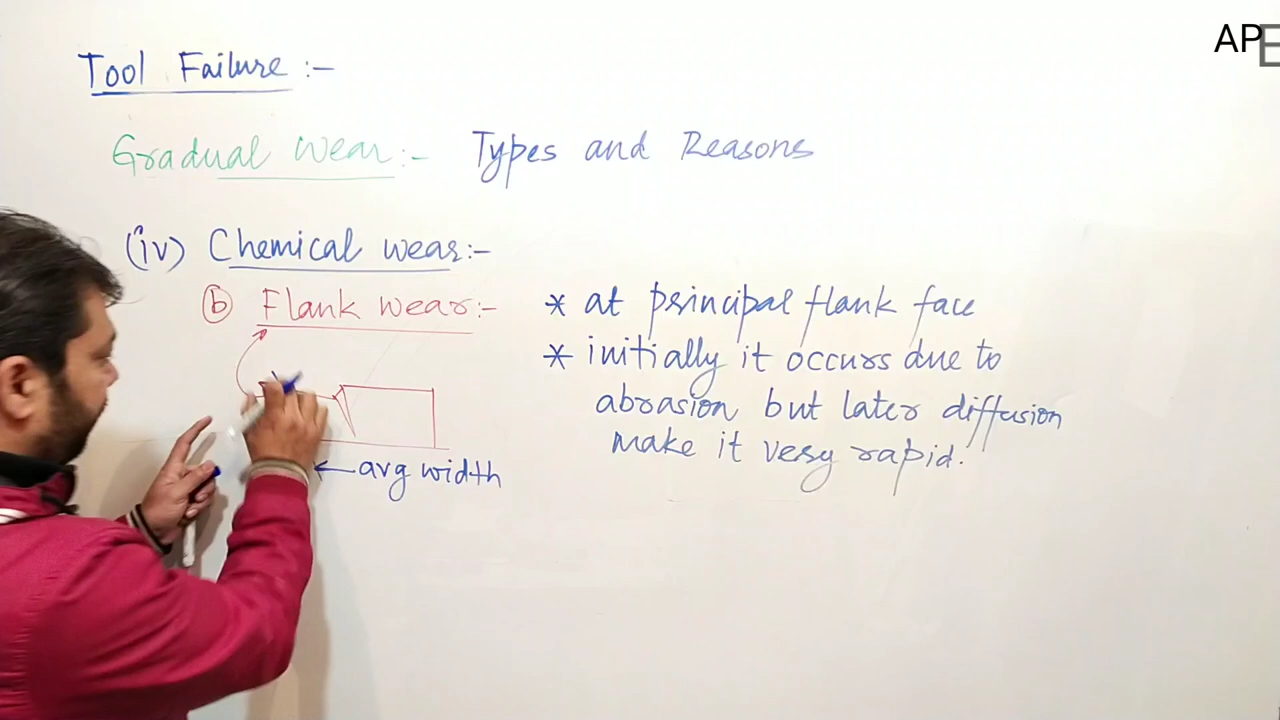 APE
Tool Failure :-
Gradual Wear :- Types and Reasons
(iv) Chemical wear :-
(b) Flank wear :-
* at principal flank face
* initially it occurs due to
abrasion but later diffusion
make it very rapid.
← avg width